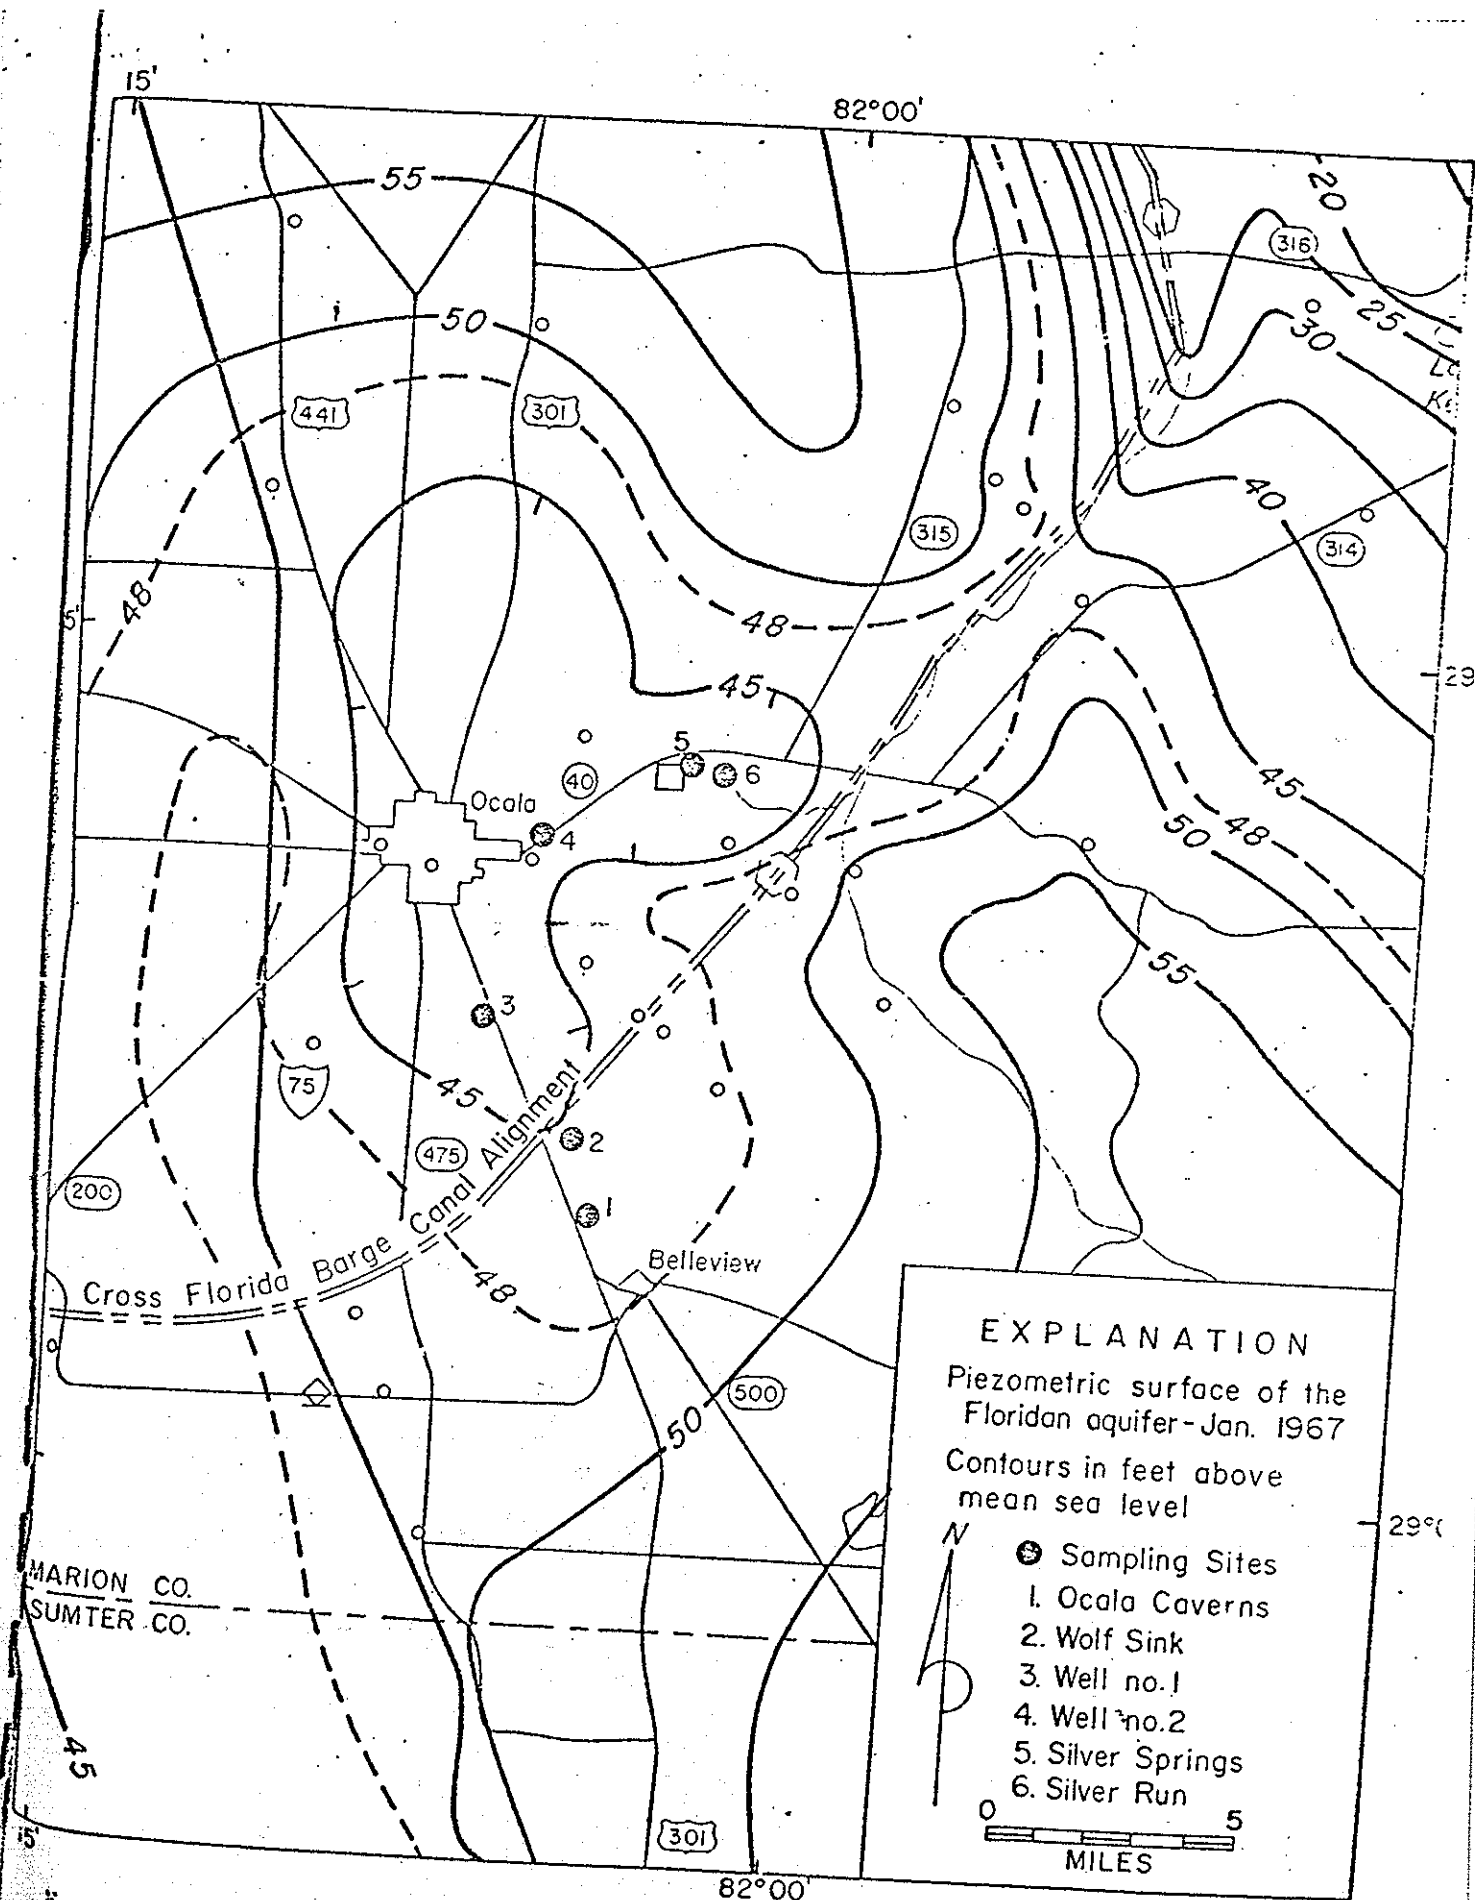 15'
82°00'
55
20
316
50
25
30
441
301
40
315
314
48
5'
48
45
29
5
6
40
Ocala
4
45
50
48
55
3
75
45
475
2
200
1
Cross Florida Barge Canal Alignment
Belleview
48
500
50
EXPLANATION
Piezometric surface of the
Floridan aquifer-Jan. 1967
Contours in feet above
mean sea level
N
29°(
Sampling Sites
1. Ocala Caverns
2. Wolf Sink
3. Well no.1
4. Well no.2
5. Silver Springs
6. Silver Run
0 5
MILES
MARION CO.
SUMTER CO.
45
15'
301
82°00'